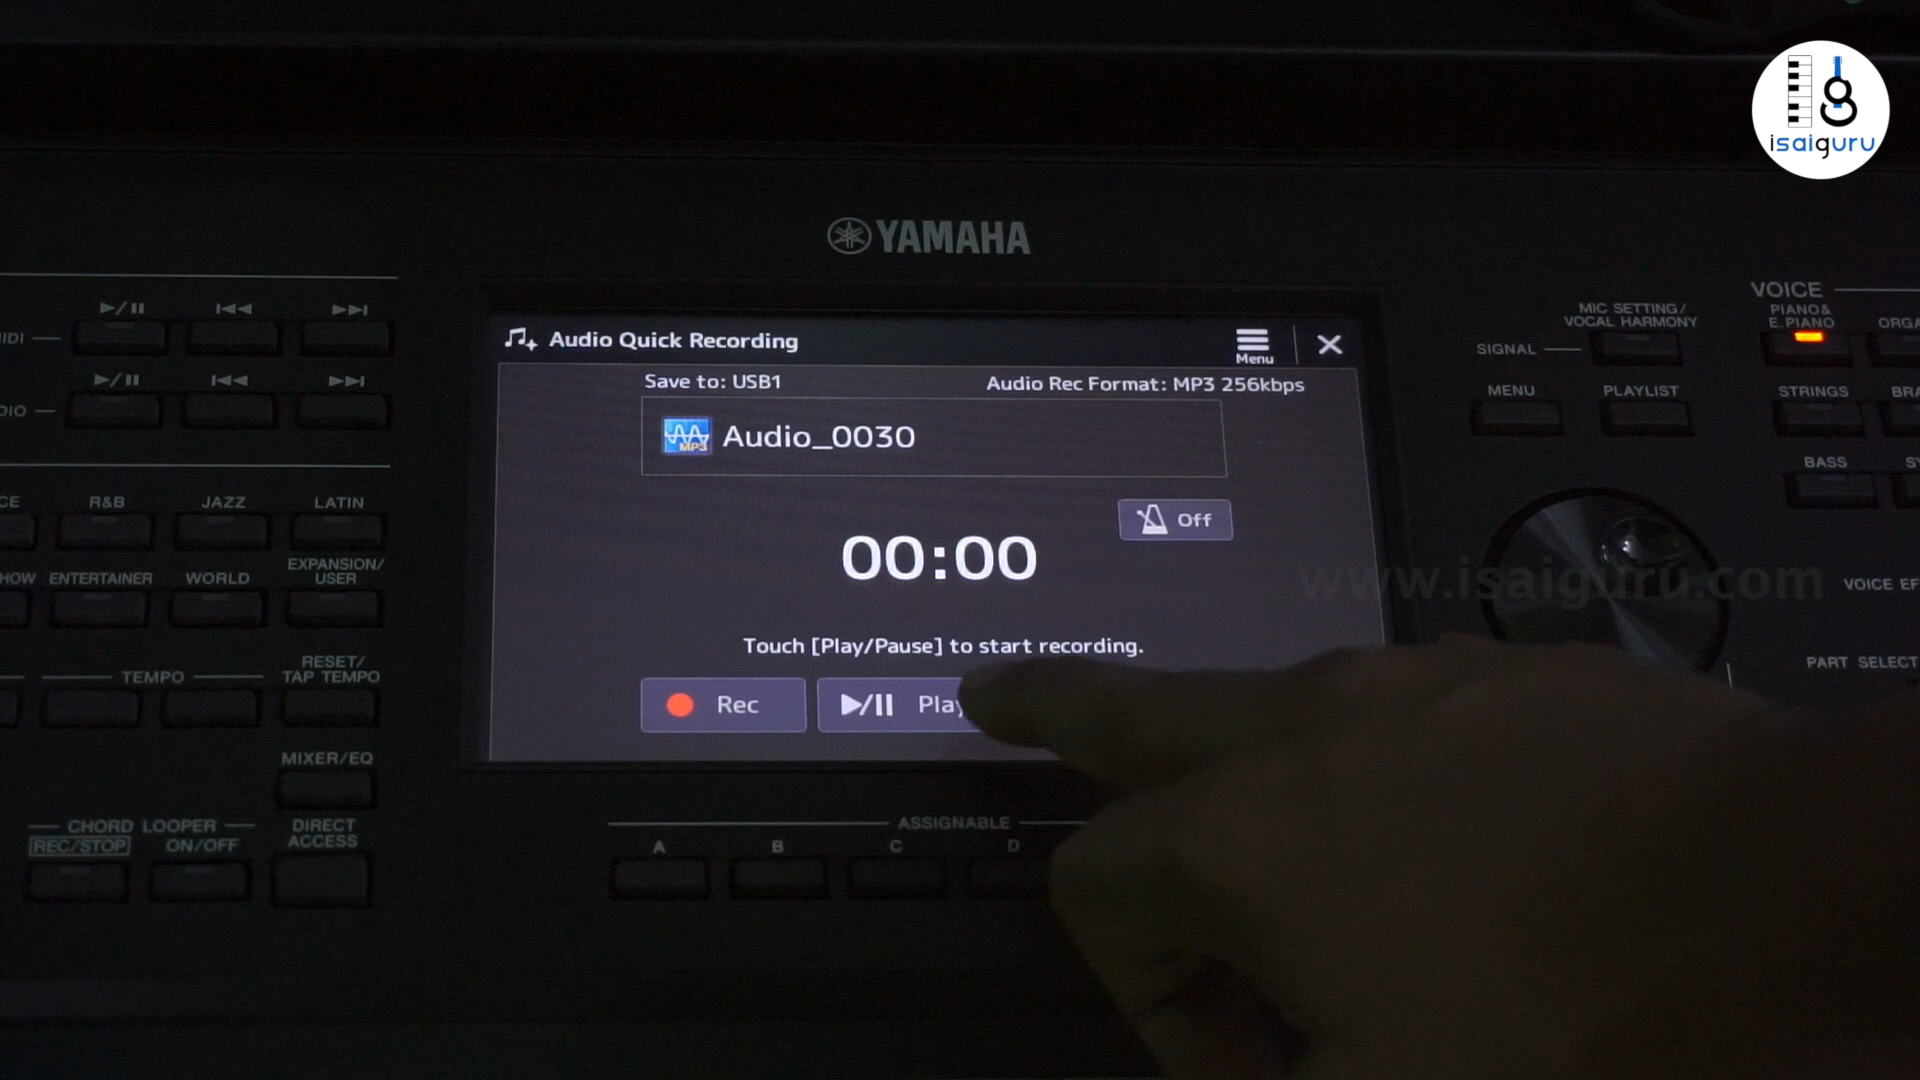 isaiguru
YAMAHA
Audio Quick Recording
Menu
Save to: USB1
Audio Rec Format: MP3 256kbps
MP3
Audio_0030
Off
00:00
Touch [Play/Pause] to start recording.
Rec
Play
www.isaiguru.com
R&B
JAZZ
LATIN
ENTERTAINER
WORLD
EXPANSION/
USER
TEMPO
RESET/
TAP TEMPO
MIXER/EQ
CHORD LOOPER
REC/STOP
ON/OFF
DIRECT
ACCESS
ASSIGNABLE
A
B
C
D
MIC SETTING/
VOCAL HARMONY
SIGNAL
MENU
PLAYLIST
VOICE
PIANO&
E.PIANO
STRINGS
BASS
VOICE
PART SELECT